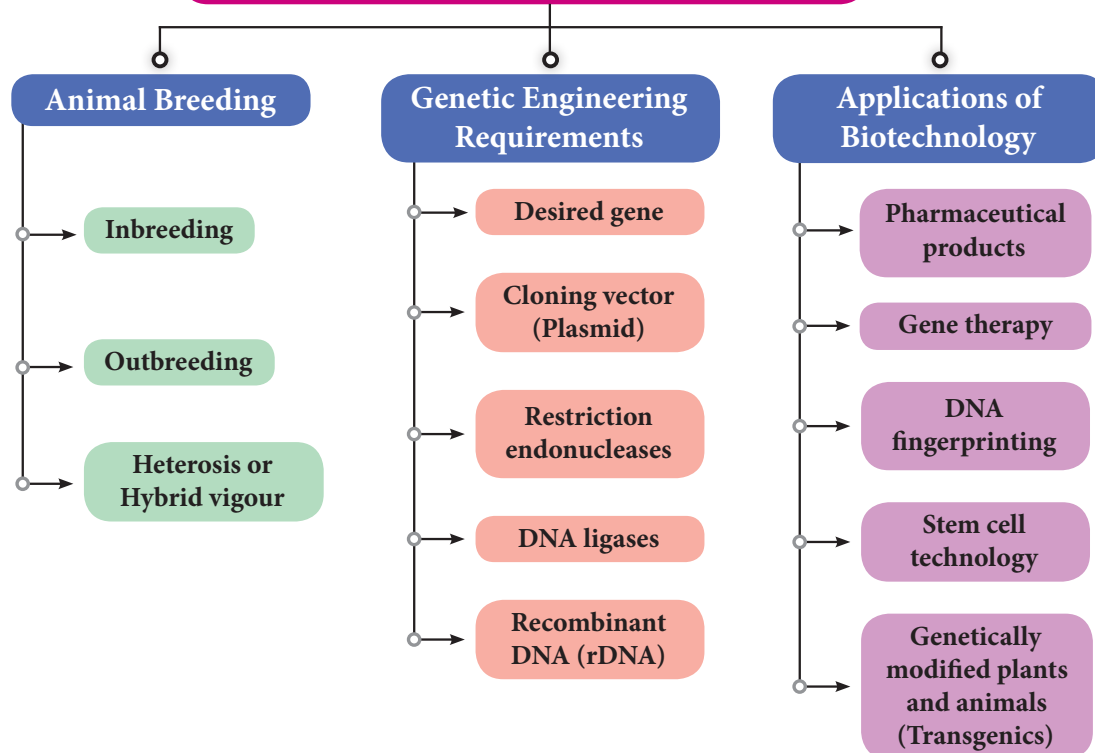 Animal Breeding
Inbreeding
Outbreeding
Heterosis or
Hybrid vigour
Genetic Engineering
Requirements
Desired gene
Cloning vector
(Plasmid)
Restriction
endonucleases
DNA ligases
Recombinant
DNA (rDNA)
Applications of
Biotechnology
Pharmaceutical
products
Gene therapy
DNA
fingerprinting
Stem cell
technology
Genetically
modified plants
and animals
(Transgenics)